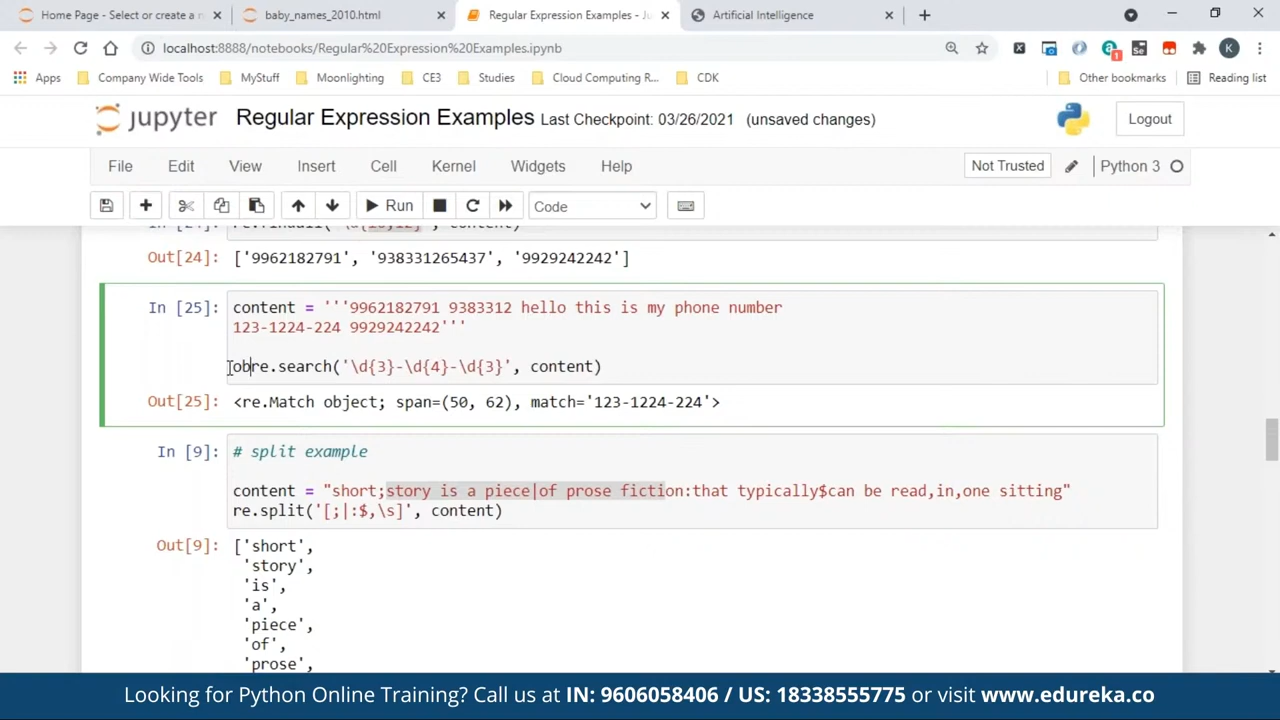 Home Page - Select or create a n
baby_names_2010.html
Regular Expression Examples - Ju
Artificial Intelligence
localhost:8888/notebooks/Regular%20Expression%20Examples.ipynb
Apps Company Wide Tools MyStuff Moonlighting CE3 Studies Cloud Computing R... CDK Other bookmarks Reading list
jupyter Regular Expression Examples Last Checkpoint: 03/26/2021 (unsaved changes) Logout
File Edit View Insert Cell Kernel Widgets Help Not Trusted Python 3
Run Code
Out[24]: ['9962182791', '938331265437', '9929242242']
In [25]: content = '''9962182791 9383312 hello this is my phone number
123-1224-224 9929242242'''
obre.search('\d{3}-\d{4}-\d{3}', content)
Out[25]: <re.Match object; span=(50, 62), match='123-1224-224'>
In [9]: # split example
content = "short;story is a piece|of prose fiction:that typically$can be read,in,one sitting"
re.split('[;|:$,\s]', content)
Out[9]: ['short',
'story',
'is',
'a',
'piece',
'of',
'prose',
Looking for Python Online Training? Call us at IN: 9606058406 / US: 18338555775 or visit www.edureka.co